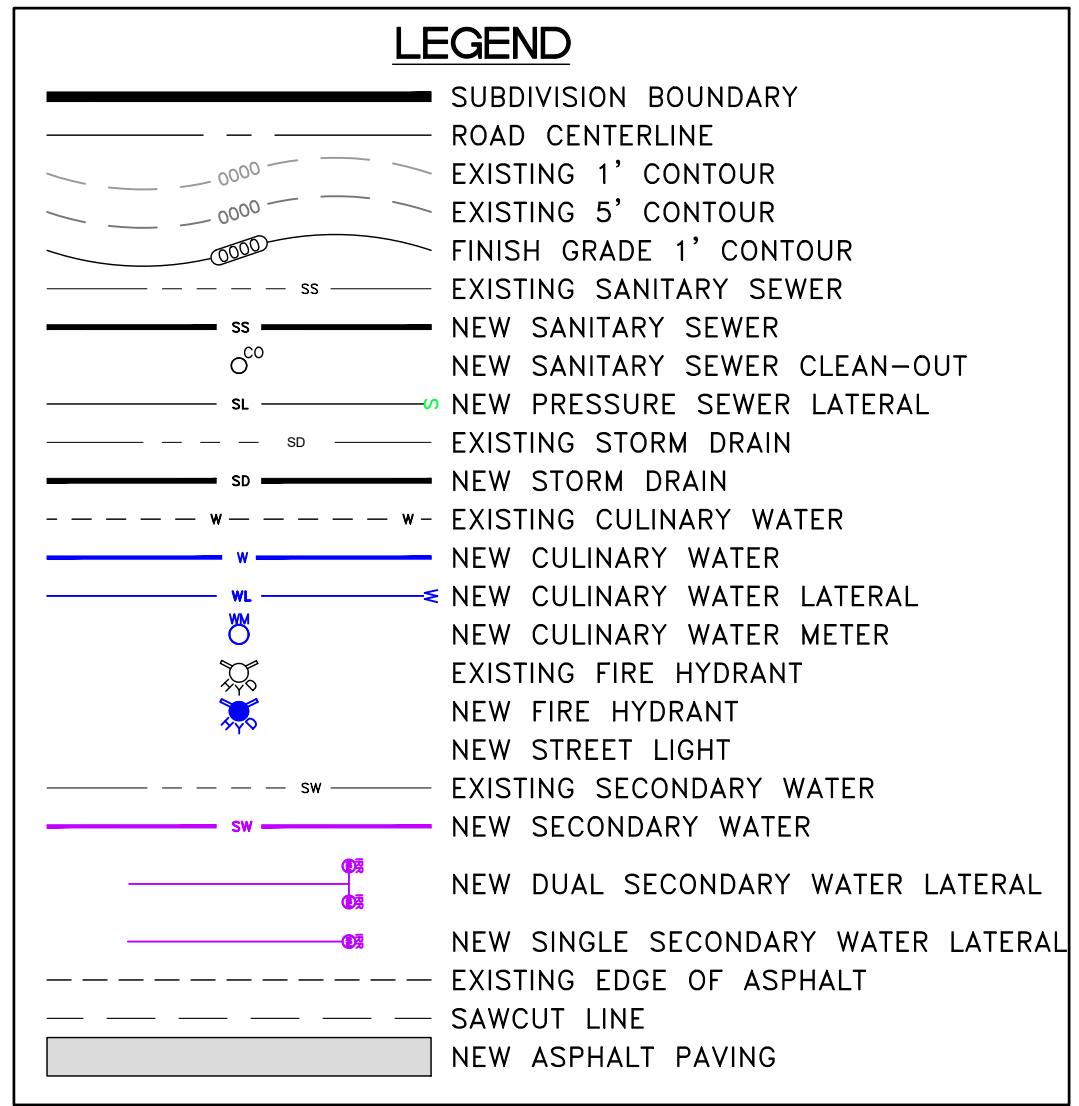 LEGEND
SUBDIVISION BOUNDARY
ROAD CENTERLINE
0000 EXISTING 1' CONTOUR
0000 EXISTING 5' CONTOUR
0000 FINISH GRADE 1' CONTOUR
SS EXISTING SANITARY SEWER
SS NEW SANITARY SEWER
CO NEW SANITARY SEWER CLEAN-OUT
SL S NEW PRESSURE SEWER LATERAL
SD EXISTING STORM DRAIN
SD NEW STORM DRAIN
W W EXISTING CULINARY WATER
W NEW CULINARY WATER
WL W NEW CULINARY WATER LATERAL
WM NEW CULINARY WATER METER
HYD EXISTING FIRE HYDRANT
HYD NEW FIRE HYDRANT
NEW STREET LIGHT
SW EXISTING SECONDARY WATER
SW NEW SECONDARY WATER
IRR
IRR
NEW DUAL SECONDARY WATER LATERAL
IRR NEW SINGLE SECONDARY WATER LATERAL
EXISTING EDGE OF ASPHALT
SAWCUT LINE
NEW ASPHALT PAVING